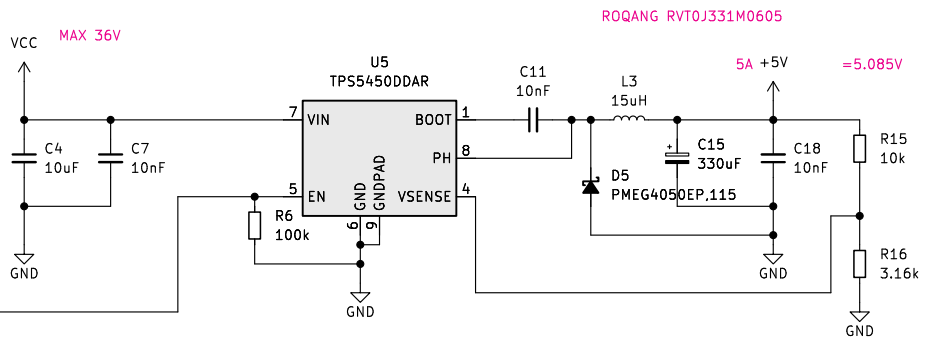 ROQANG RVT0J331M0605
MAX 36V
VCC
5A
+5V
=5.085V
U5
TPS5450DDAR
C11
10nF
L3
15uH
7
VIN
BOOT
1
C4
10uF
C7
10nF
PH
8
+
C15
330uF
C18
10nF
R15
10k
D5
PMEG4050EP,115
5
EN
GND
GNDPAD
VSENSE
4
R6
100k
6
9
GND
GND
GND
R16
3.16k
GND